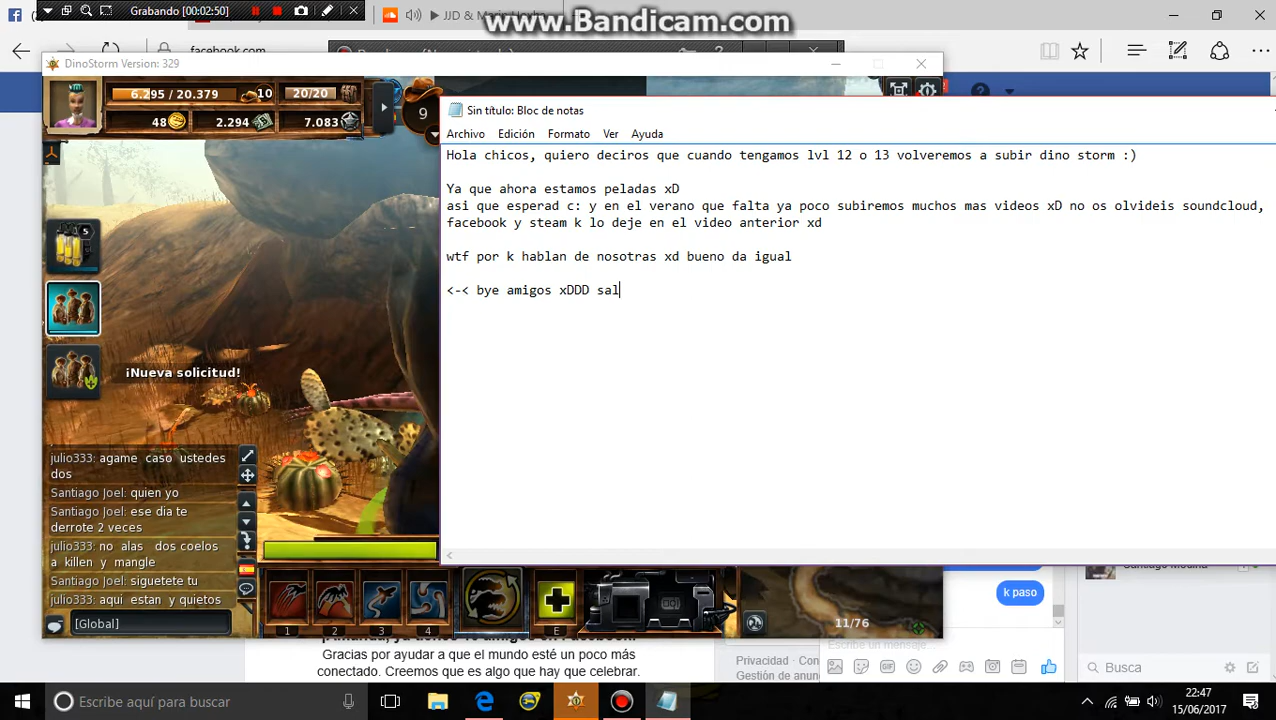 Grabando [00:02:50]
www.Bandicam.com
facebook.com
DinoStorm Version: 329
6.295 / 20.379
10
20/20
9
48
2.294
7.083
Sin título: Bloc de notas
Archivo Edición Formato Ver Ayuda
Hola chicos, quiero deciros que cuando tengamos lvl 12 o 13 volveremos a subir dino storm :)
Ya que ahora estamos peladas xD
asi que esperad c: y en el verano que falta ya poco subiremos muchos mas videos xD no os olvideis soundcloud,
facebook y steam k lo deje en el video anterior xd
wtf por k hablan de nosotras xd bueno da igual
<-< bye amigos xDDD sal
5
¡Nueva solicitud!
julio333: agame caso ustedes
dos
Santiago Joel: quien yo
Santiago Joel: ese dia te
derrote 2 veces
julio333: no alas dos coelos
a killen y mangle
Santiago Joel: siguetete tu
julio333: aqui estan y quietos
[Global]
1
2
3
4
E
11/76
k paso
Gracias por ayudar a que el mundo esté un poco más
conectado. Creemos que es algo que hay que celebrar.
Privacidad
Gestión de
Escribe un mensaje...
Busca
Escribe aquí para buscar
22:47
15/06/2017